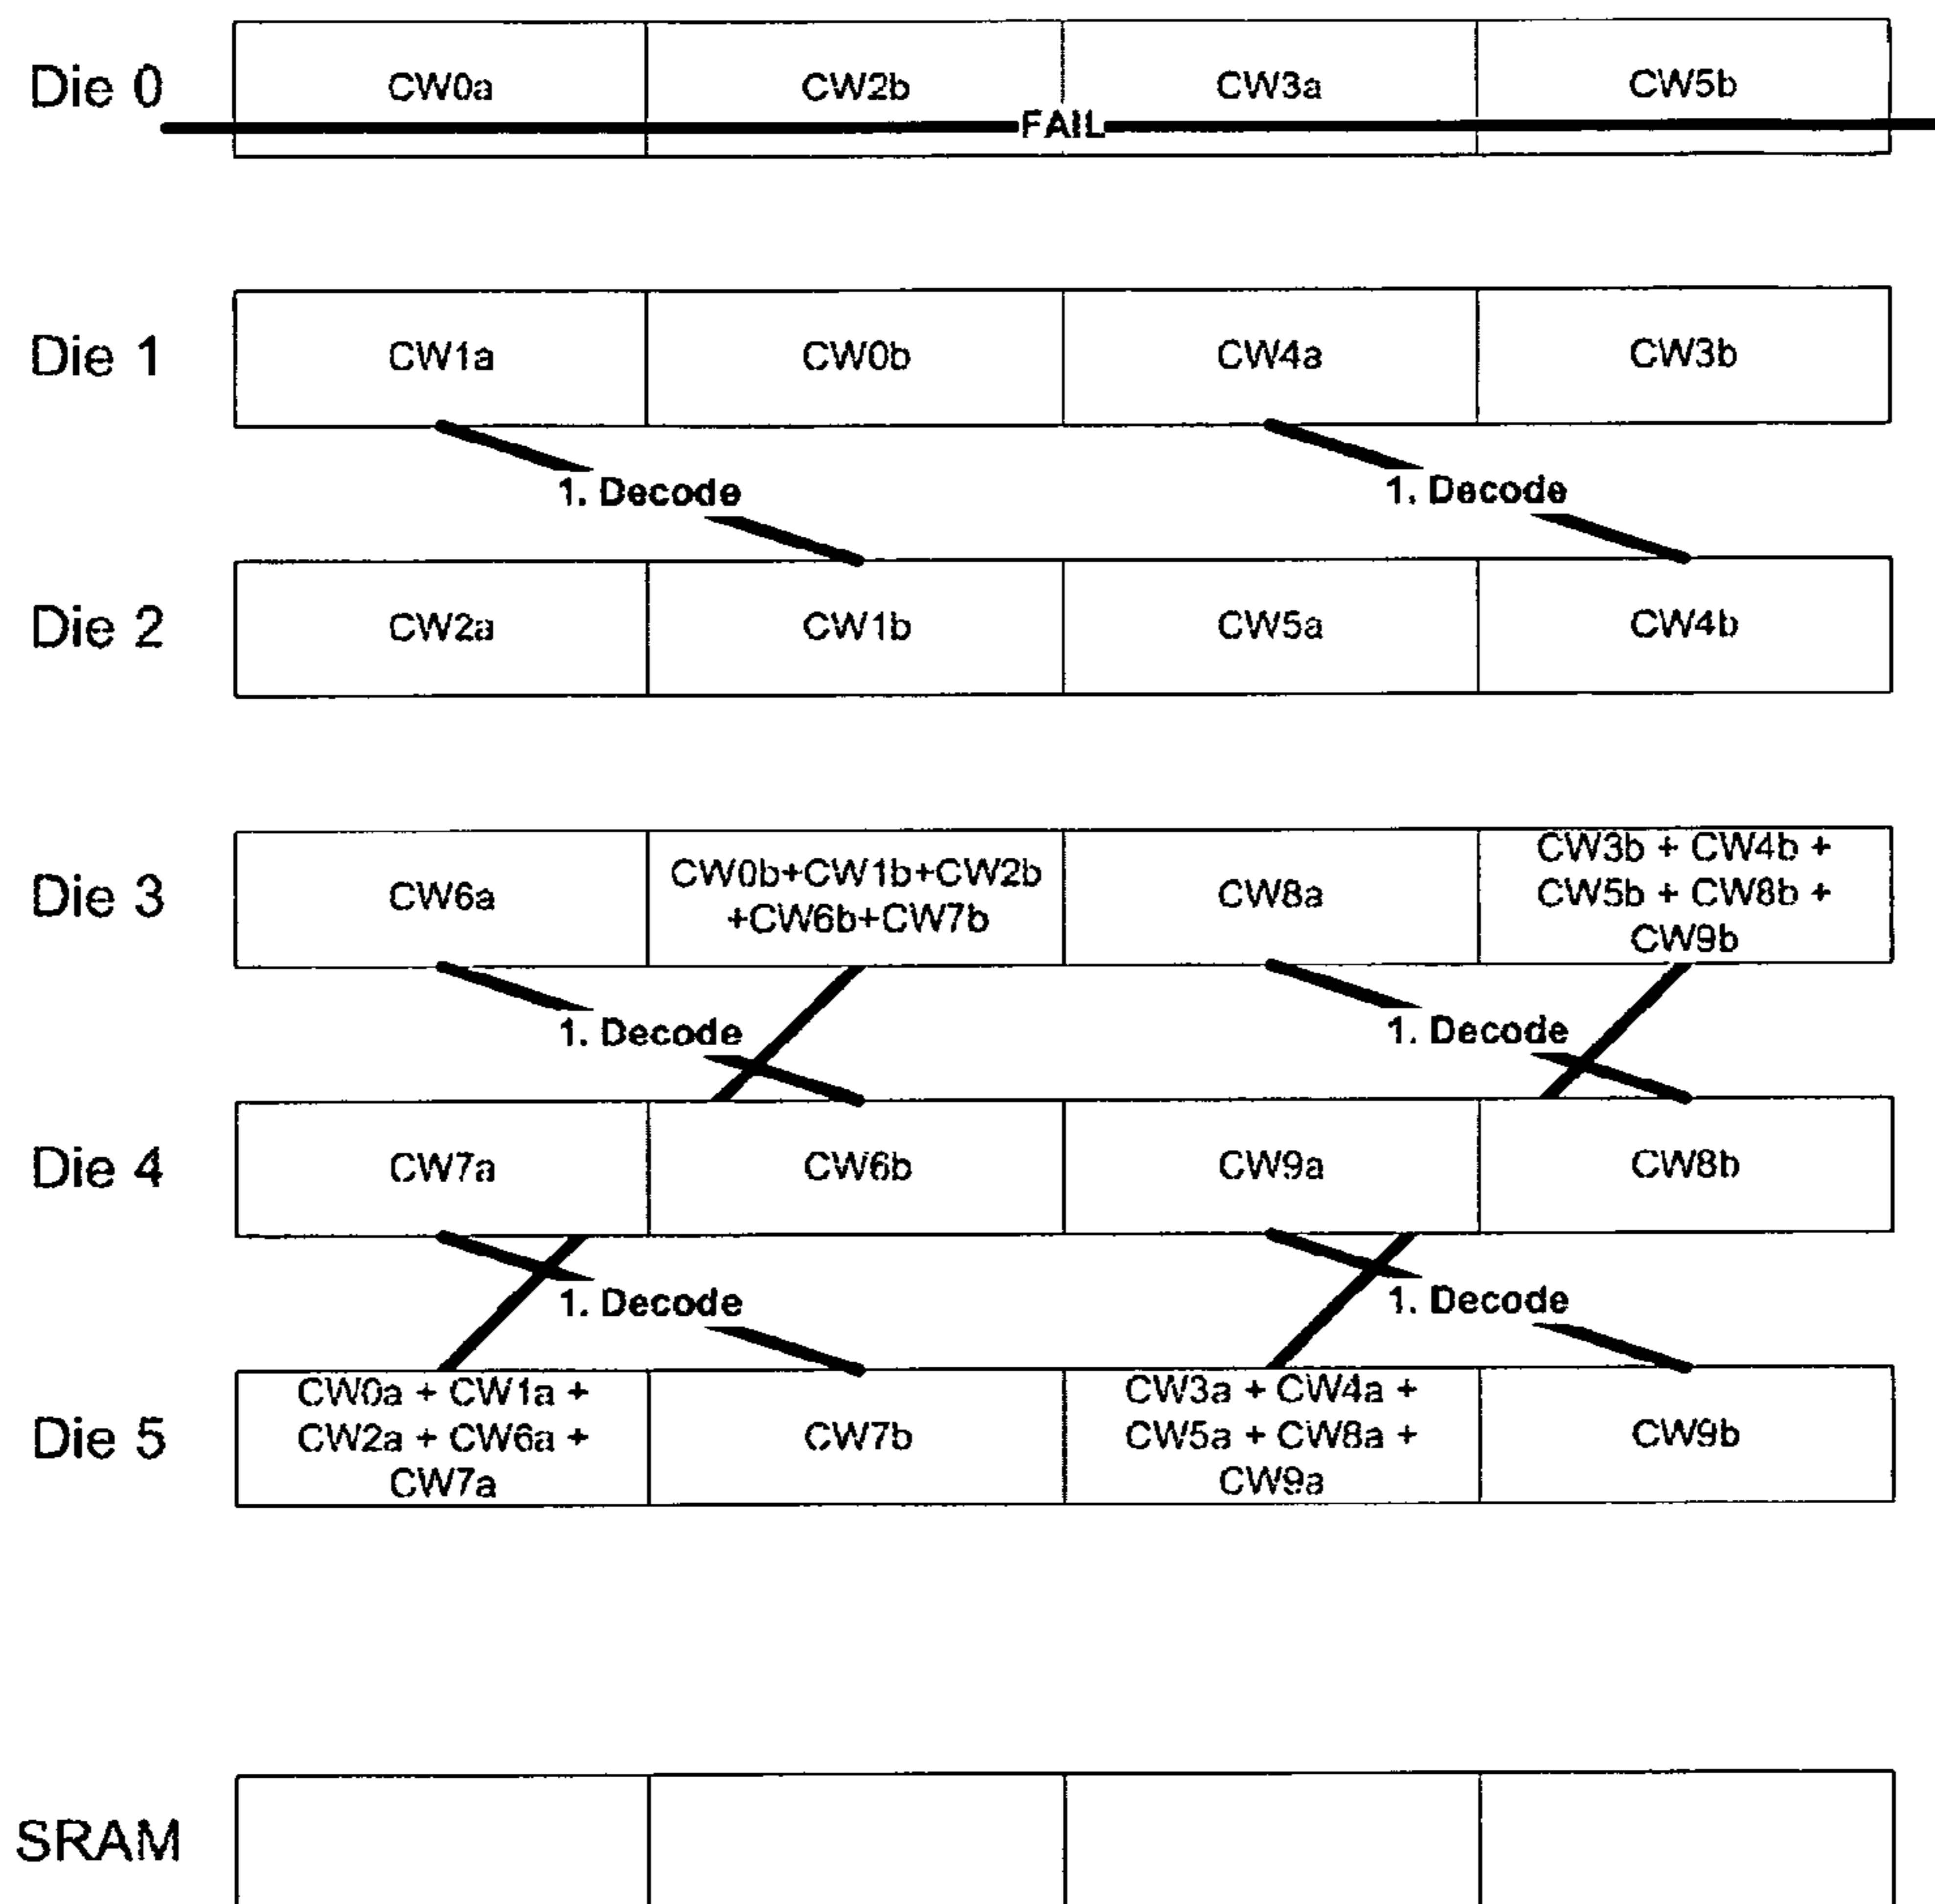 Die 0
CW0a
CW2b
CW3a
CW5b
FAIL
Die 1
CW1a
CW0b
CW4a
CW3b
1. Decode
1. Decode
Die 2
CW2a
CW1b
CW5a
CW4b
Die 3
CW6a
CW0b+CW1b+CW2b
+CW6b+CW7b
CW8a
CW3b + CW4b +
CW5b + CW8b +
CW9b
1. Decode
1. Decode
Die 4
CW7a
CW6b
CW9a
CW8b
1. Decode
1. Decode
Die 5
CW0a + CW1a +
CW2a + CW6a +
CW7a
CW7b
CW3a + CW4a +
CW5a + CW8a +
CW9a
CW9b
SRAM